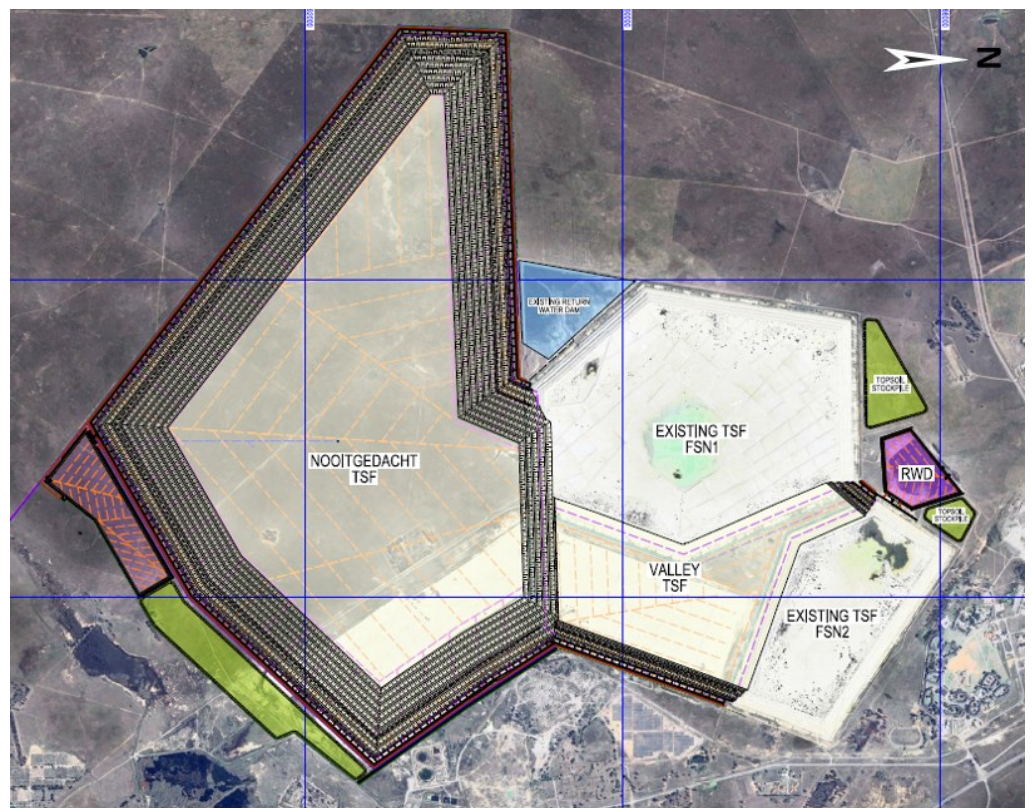 N
EXISTING RETURN
WATER DAM
TOPSOIL
STOCKPILE
EXISTING TSF
FSN1
NOOITGEDACHT
TSF
RWD
TOPSOIL
STOCKPILE
VALLEY
TSF
EXISTING TSF
FSN2